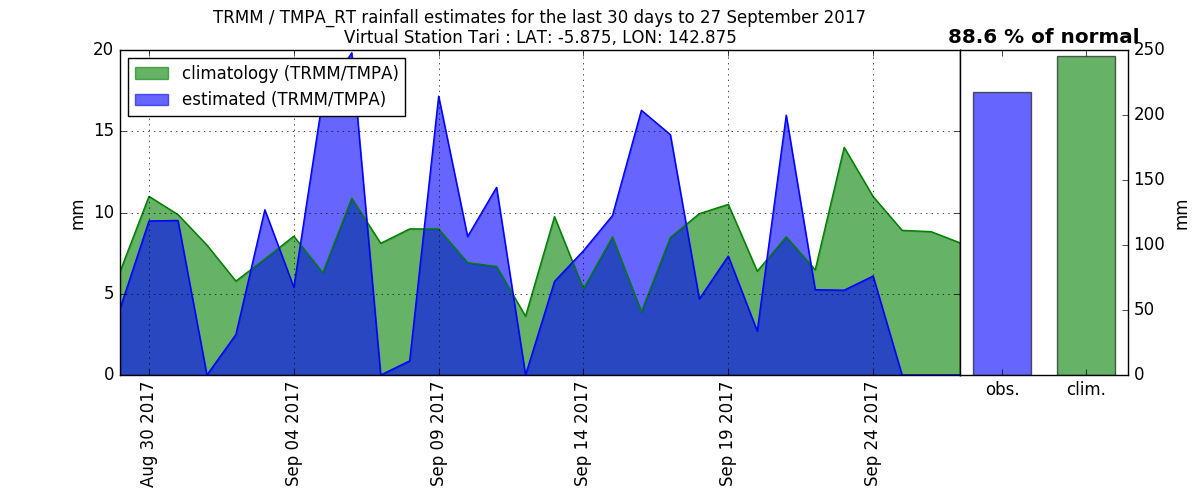 TRMM / TMPA_RT rainfall estimates for the last 30 days to 27 September 2017
Virtual Station Tari : LAT: -5.875, LON: 142.875
88.6 % of normal
climatology (TRMM/TMPA)
estimated (TRMM/TMPA)
20
15
10
5
0
mm
Aug 30 2017
Sep 04 2017
Sep 09 2017
Sep 14 2017
Sep 19 2017
Sep 24 2017
obs.
clim.
250
200
150
100
50
0
mm